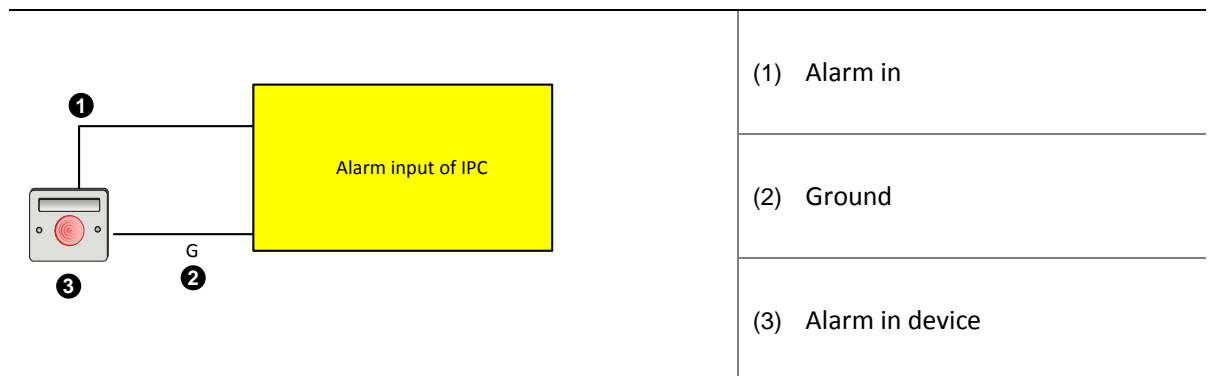 1
Alarm input of IPC
G
2
3
(1) Alarm in
(2) Ground
(3) Alarm in device